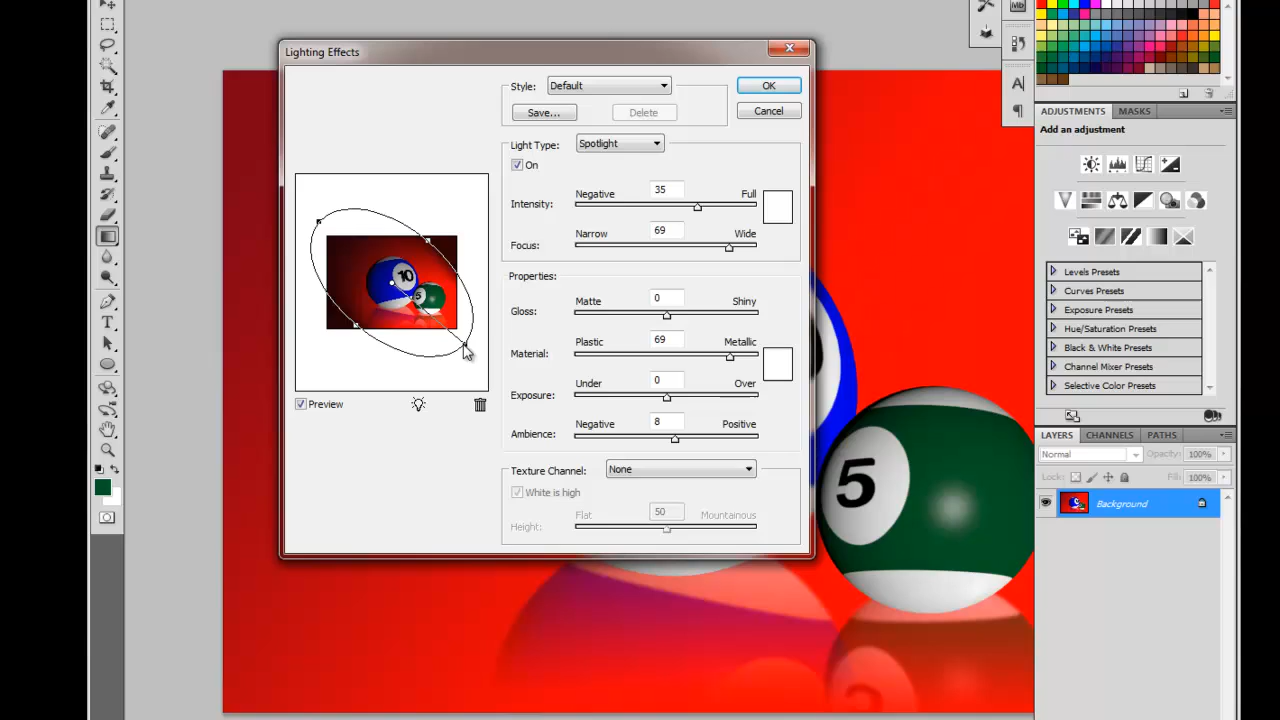 Lighting Effects
Style: Default
OK
Save... Delete
Cancel
Light Type: Spotlight
On
Negative 35 Full
Intensity:
Narrow 69 Wide
Focus:
Properties:
Matte 0 Shiny
Gloss:
Plastic 69 Metallic
Material:
Under 0 Over
Exposure:
Negative 8 Positive
Ambience:
Texture Channel: None
White is high
Flat 50 Mountainous
Height:
Preview
10
5
5
5
Mb
A
¶
T
ADJUSTMENTS MASKS
Add an adjustment
Levels Presets
Curves Presets
Exposure Presets
Hue/Saturation Presets
Black & White Presets
Channel Mixer Presets
Selective Color Presets
LAYERS CHANNELS PATHS
Normal Opacity: 100%
Lock: Fill: 100%
Background